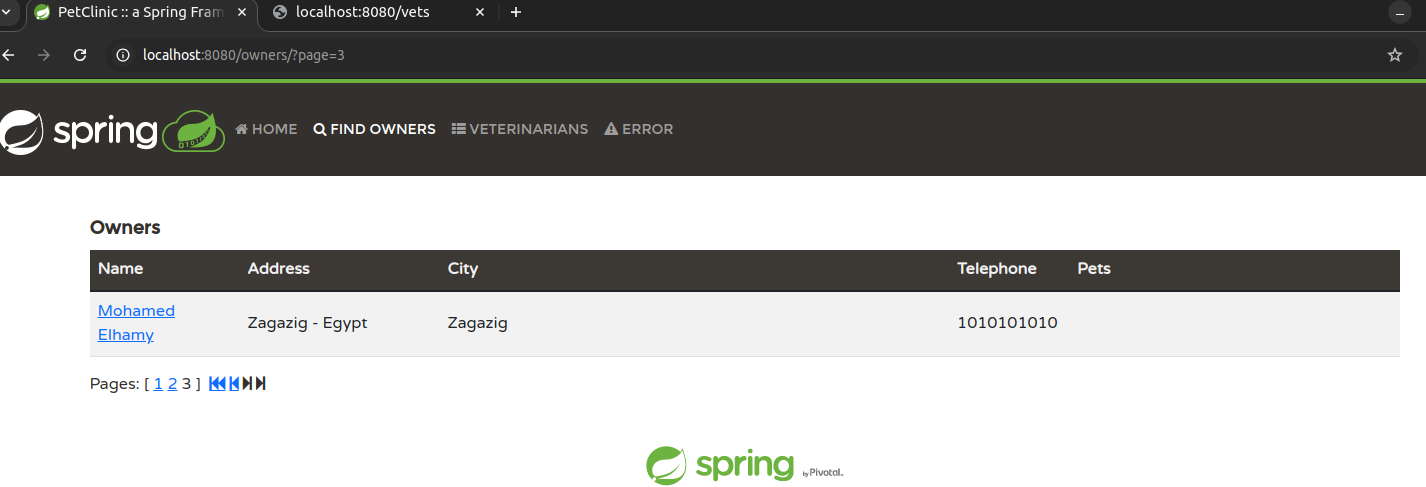 PetClinic :: a Spring Fram
localhost:8080/vets
localhost:8080/owners/?page=3
spring
HOME
FIND OWNERS
VETERINARIANS
ERROR
Owners
Name Address City Telephone Pets
Mohamed
Elhamy
Zagazig - Egypt Zagazig 1010101010
Pages: [ 1 2 3 ]
spring by Pivotal.